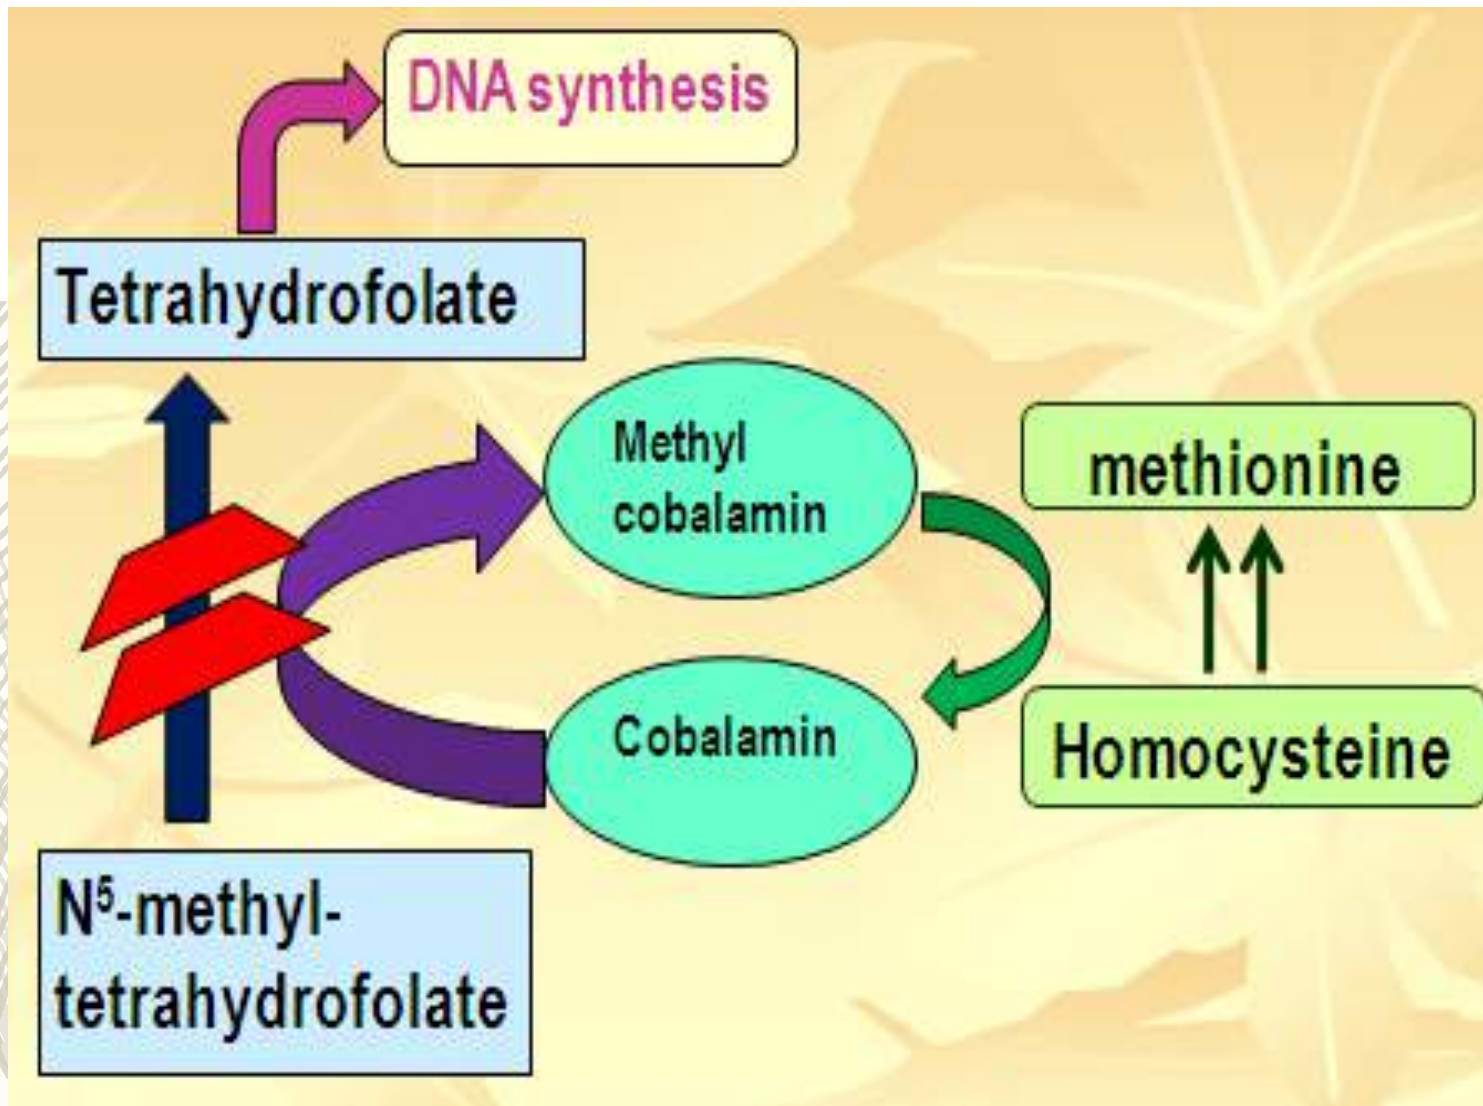 DNA synthesis
Tetrahydrofolate
Methyl
cobalamin
methionine
Cobalamin
Homocysteine
N⁵-methyl-
tetrahydrofolate